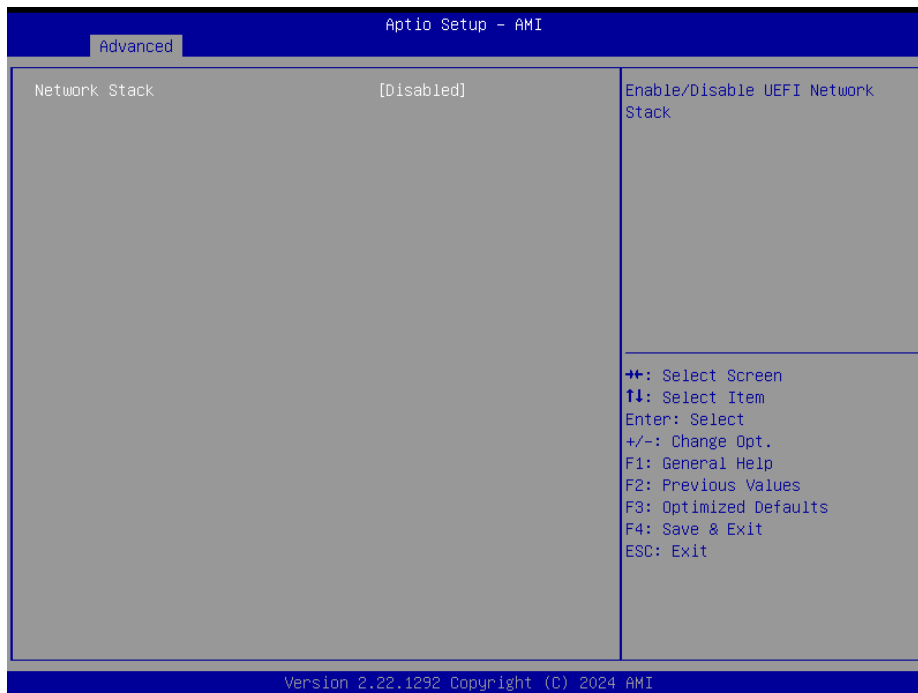 Aptio Setup – AMI
Advanced
Network Stack [Disabled]
Enable/Disable UEFI Network
Stack
→←: Select Screen
↑↓: Select Item
Enter: Select
+/-: Change Opt.
F1: General Help
F2: Previous Values
F3: Optimized Defaults
F4: Save & Exit
ESC: Exit
Version 2.22.1292 Copyright (C) 2024 AMI